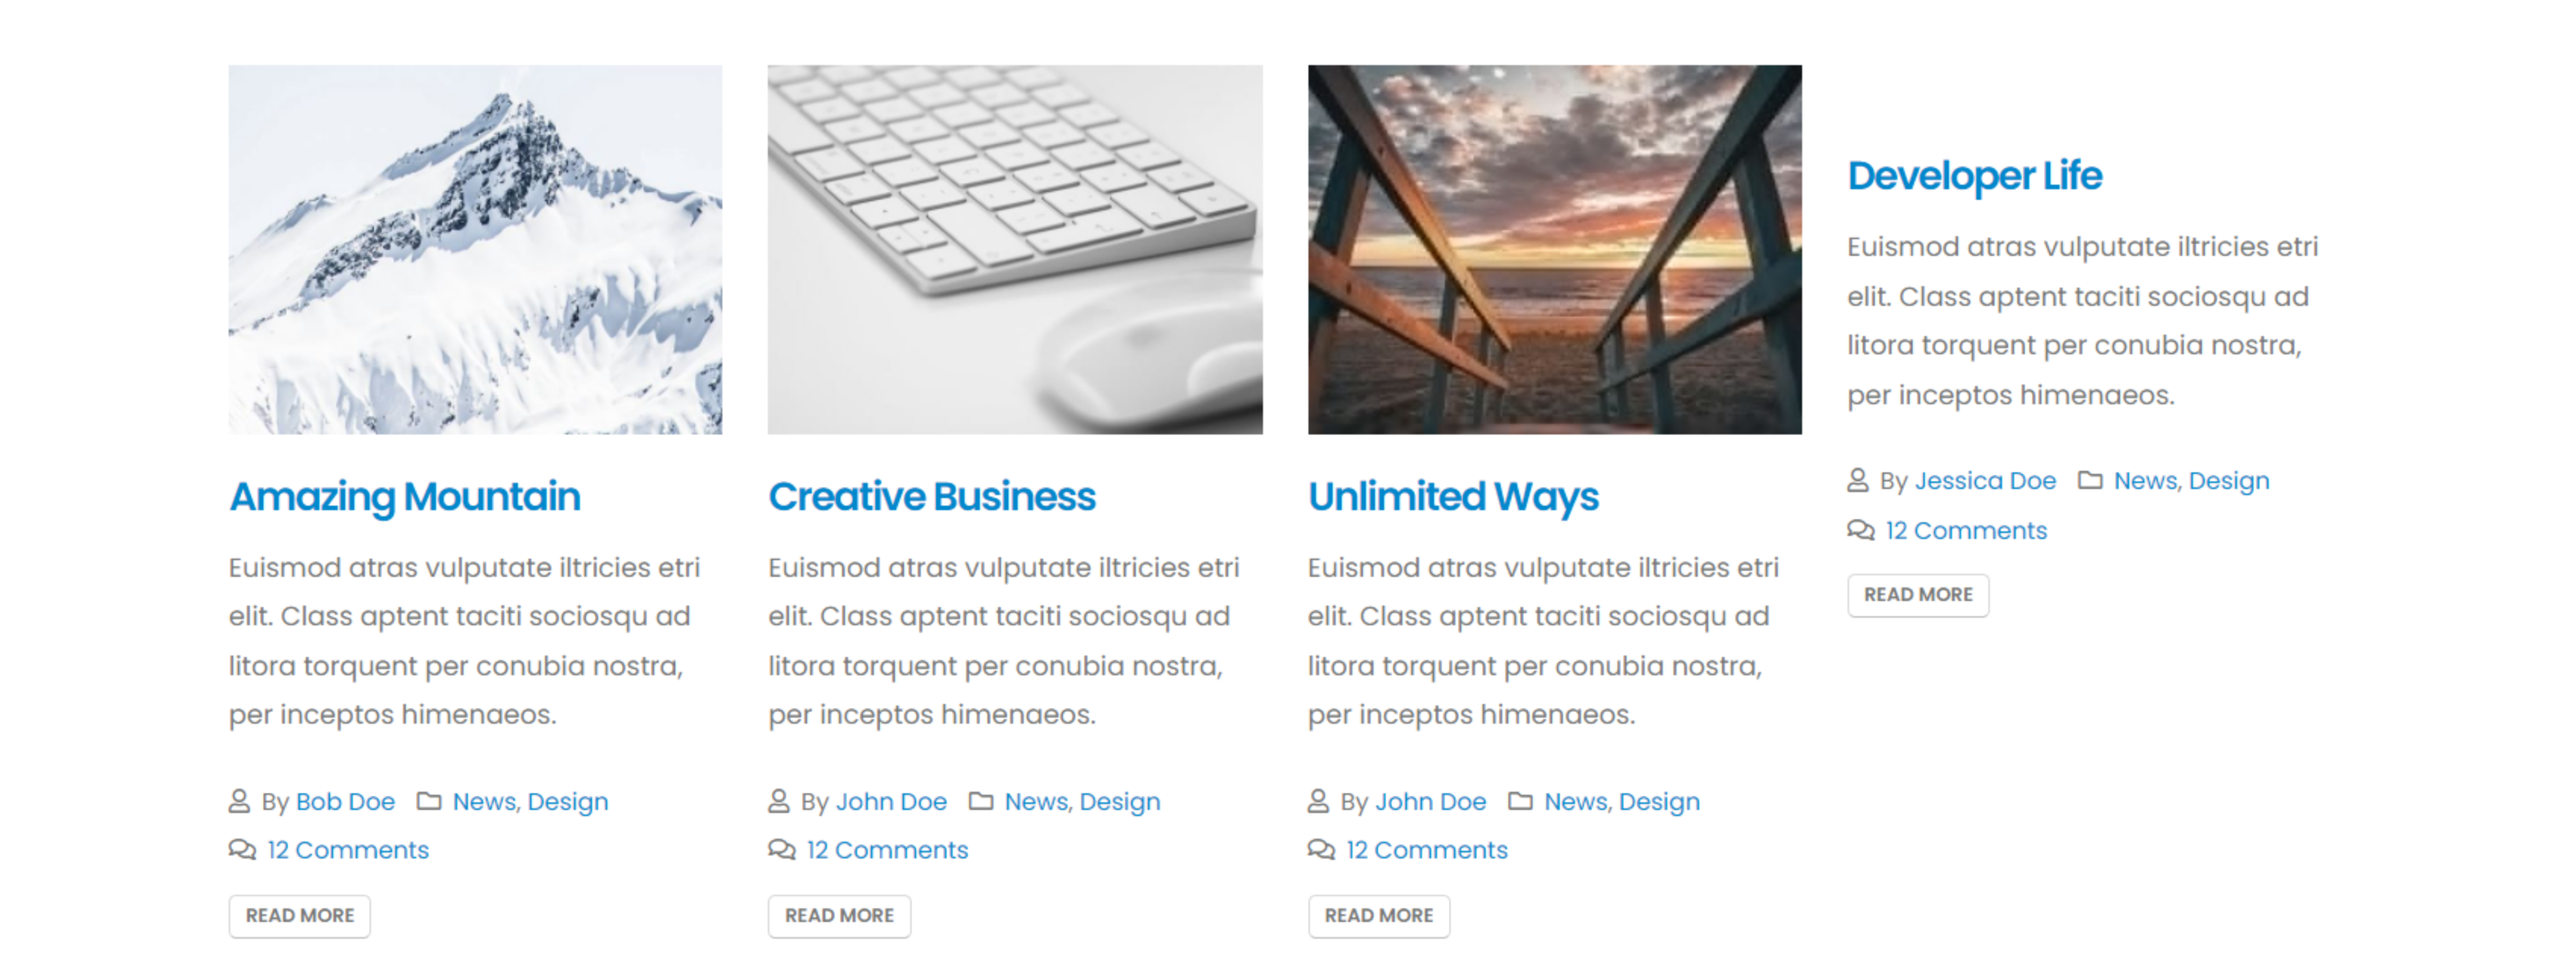 Amazing Mountain
Euismod atras vulputate iltricies etri
elit. Class aptent taciti sociosqu ad
litora torquent per conubia nostra,
per inceptos himenaeos.
By Bob Doe News, Design
12 Comments
READ MORE
Creative Business
Euismod atras vulputate iltricies etri
elit. Class aptent taciti sociosqu ad
litora torquent per conubia nostra,
per inceptos himenaeos.
By John Doe News, Design
12 Comments
READ MORE
Unlimited Ways
Euismod atras vulputate iltricies etri
elit. Class aptent taciti sociosqu ad
litora torquent per conubia nostra,
per inceptos himenaeos.
By John Doe News, Design
12 Comments
READ MORE
Developer Life
Euismod atras vulputate iltricies etri
elit. Class aptent taciti sociosqu ad
litora torquent per conubia nostra,
per inceptos himenaeos.
By Jessica Doe News, Design
12 Comments
READ MORE